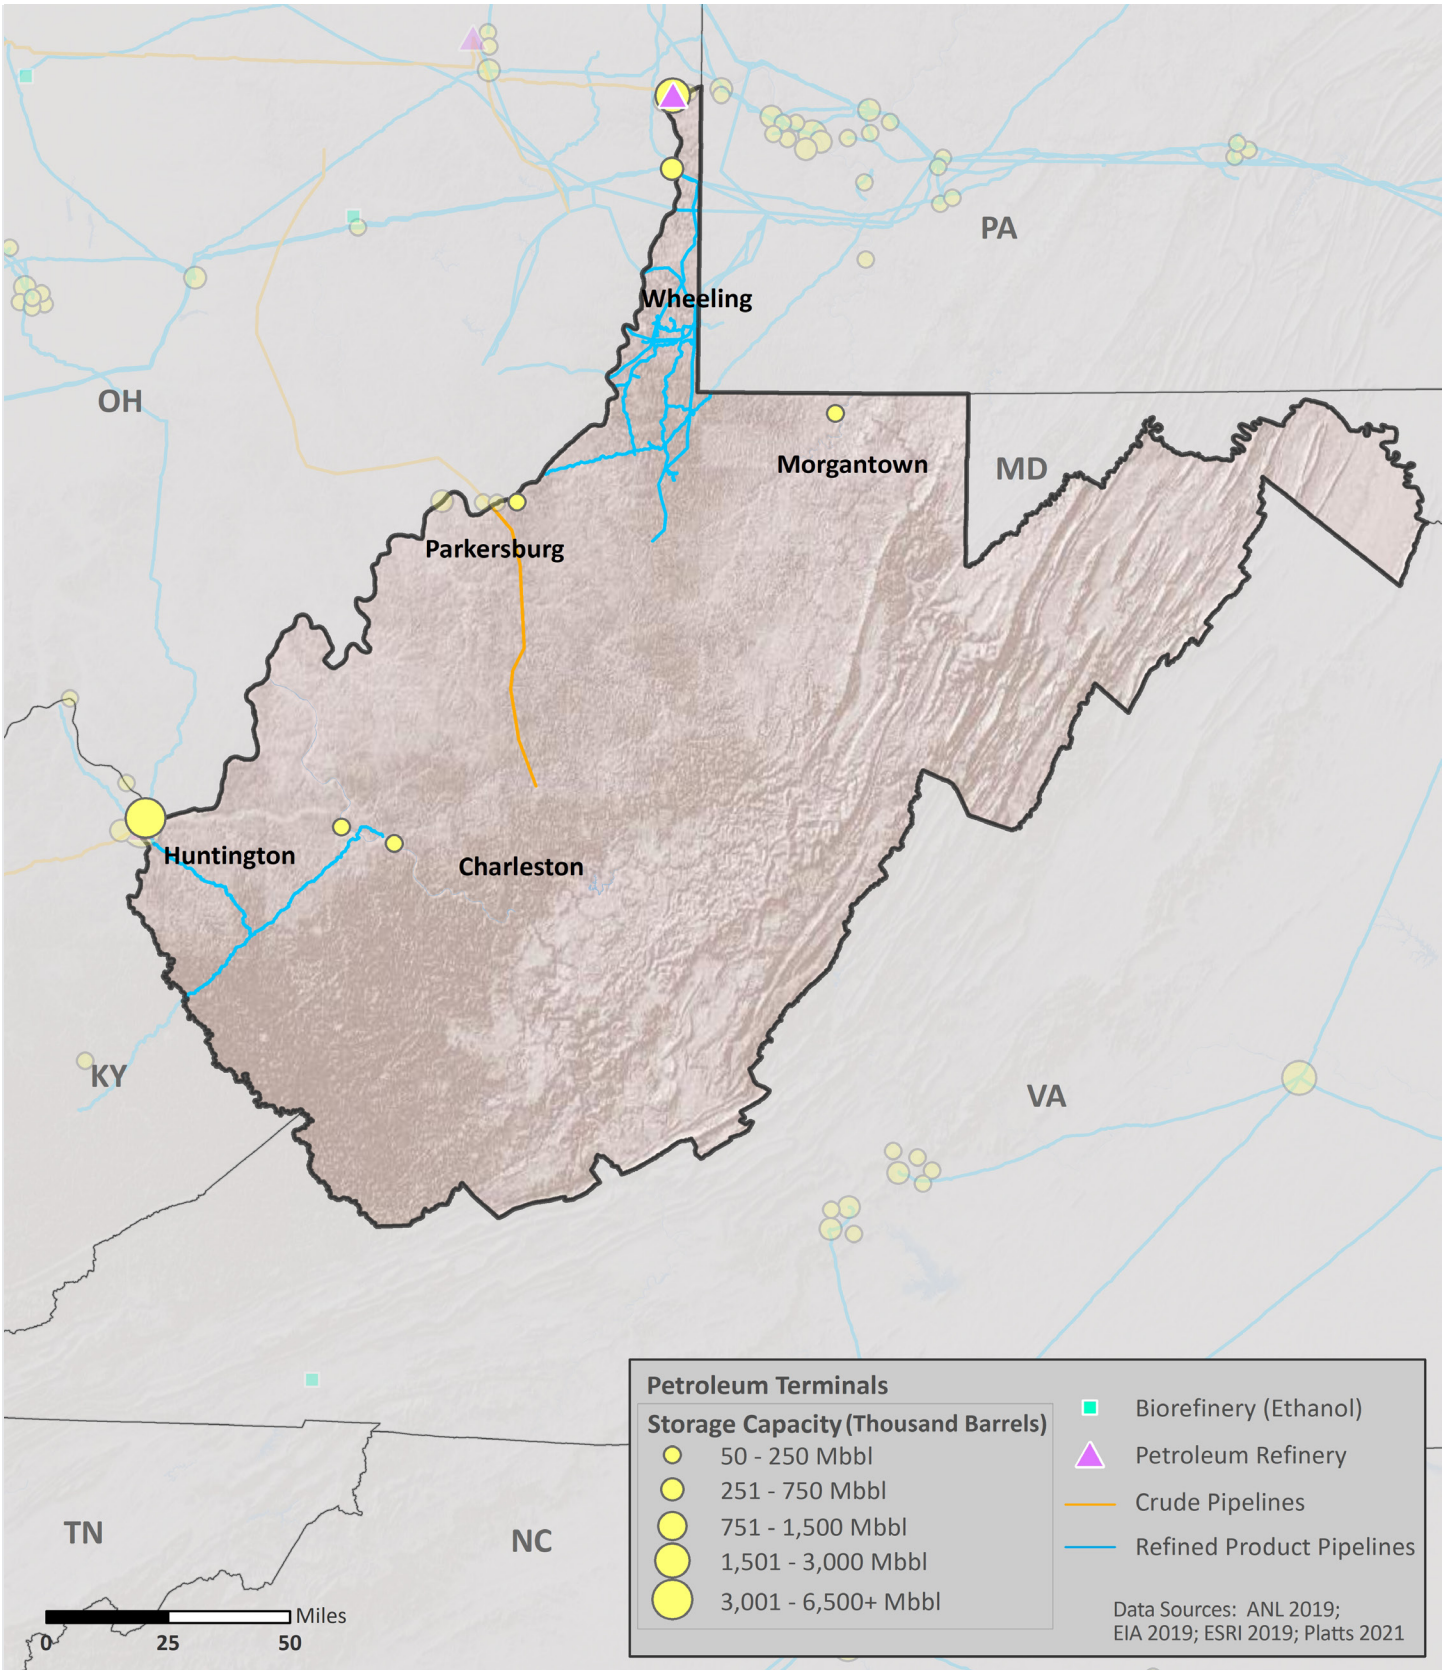 PA
Wheeling
OH
Morgantown
MD
Parkersburg
Huntington
Charleston
KY
VA
TN
NC
Miles
0 25 50
Petroleum Terminals
Storage Capacity (Thousand Barrels)
50 - 250 Mbbl
251 - 750 Mbbl
751 - 1,500 Mbbl
1,501 - 3,000 Mbbl
3,001 - 6,500+ Mbbl
Biorefinery (Ethanol)
Petroleum Refinery
Crude Pipelines
Refined Product Pipelines
Data Sources: ANL 2019;
EIA 2019; ESRI 2019; Platts 2021